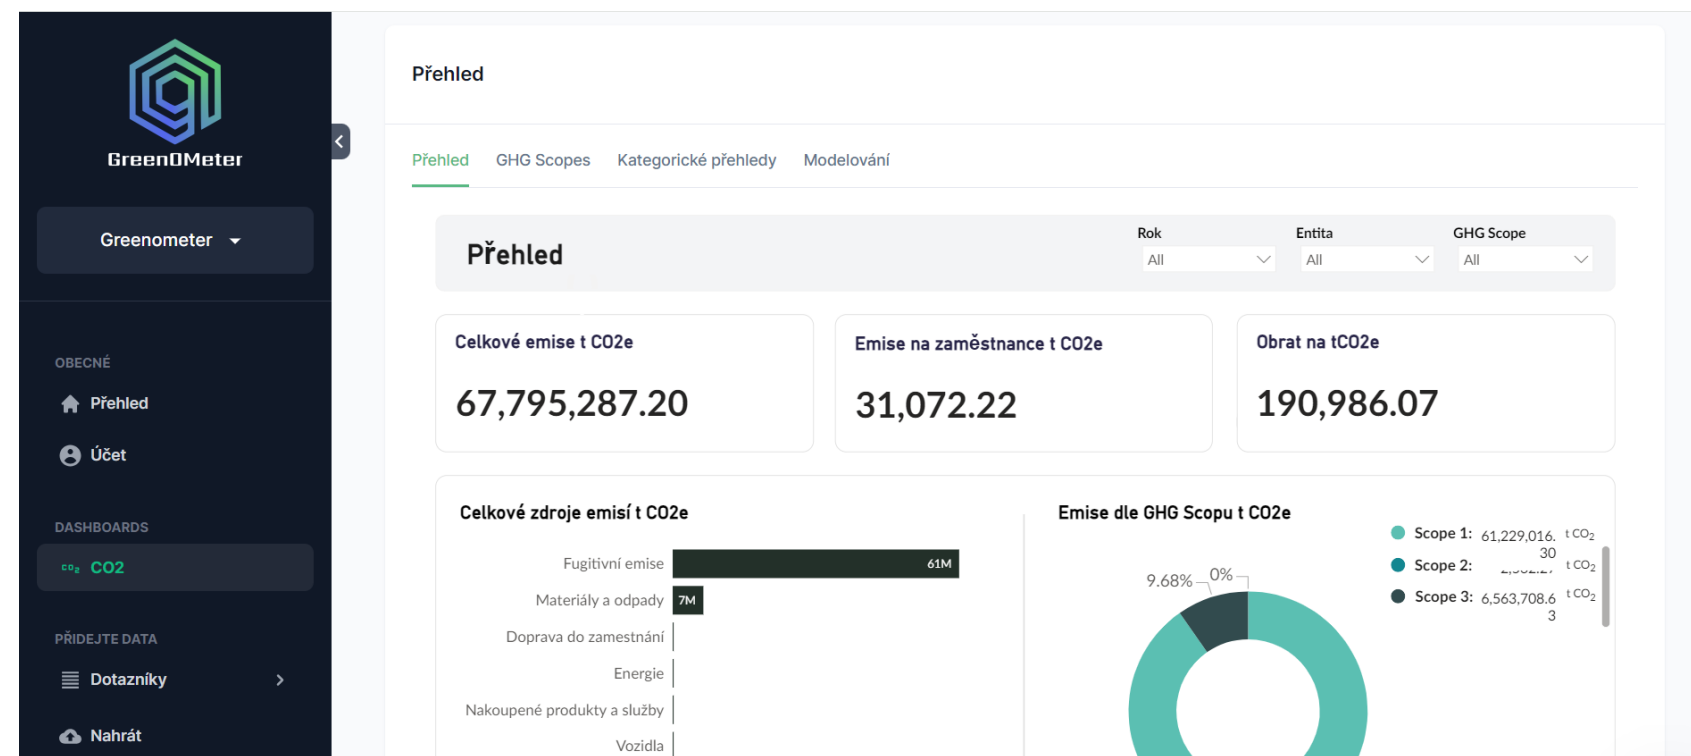 GreenOMeter
Greenometer
OBECNÉ
Přehled
Účet
DASHBOARDS
CO₂ CO2
PŘIDEJTE DATA
Dotazníky
Nahrát
Přehled
Přehled GHG Scopes Kategorické přehledy Modelování
Přehled
Rok Entita GHG Scope
All All All
Celkové emise t CO2e
67,795,287.20
Emise na zaměstnance t CO2e
31,072.22
Obrat na tCO2e
190,986.07
Celkové zdroje emisí t CO2e
Fugitivní emise 61M
Materiály a odpady 7M
Doprava do zamestnání
Energie
Nakoupené produkty a služby
Vozidla
Emise dle GHG Scopu t CO2e
9.68% 0%
Scope 1: 61,229,016. t CO₂
30
Scope 2: t CO₂
Scope 3: 6,563,708.6 t CO₂
3